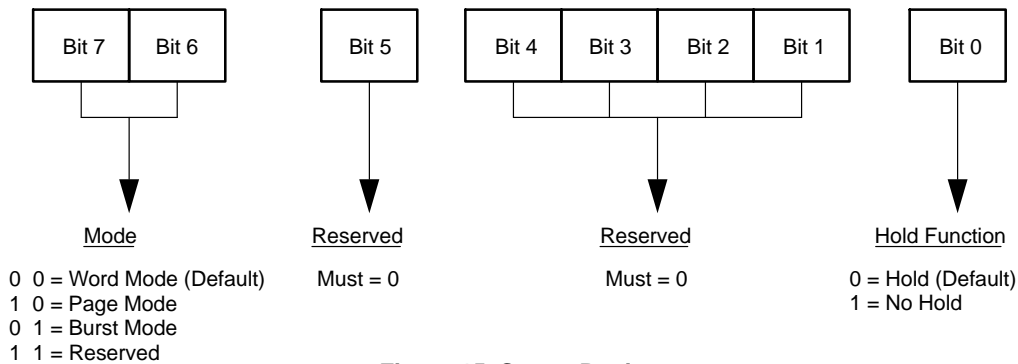 Bit 7 Bit 6 Bit 5 Bit 4 Bit 3 Bit 2 Bit 1 Bit 0
Mode Reserved Reserved Hold Function
0 0 = Word Mode (Default) Must = 0 Must = 0 0 = Hold (Default)
1 0 = Page Mode 1 = No Hold
0 1 = Burst Mode
1 1 = Reserved